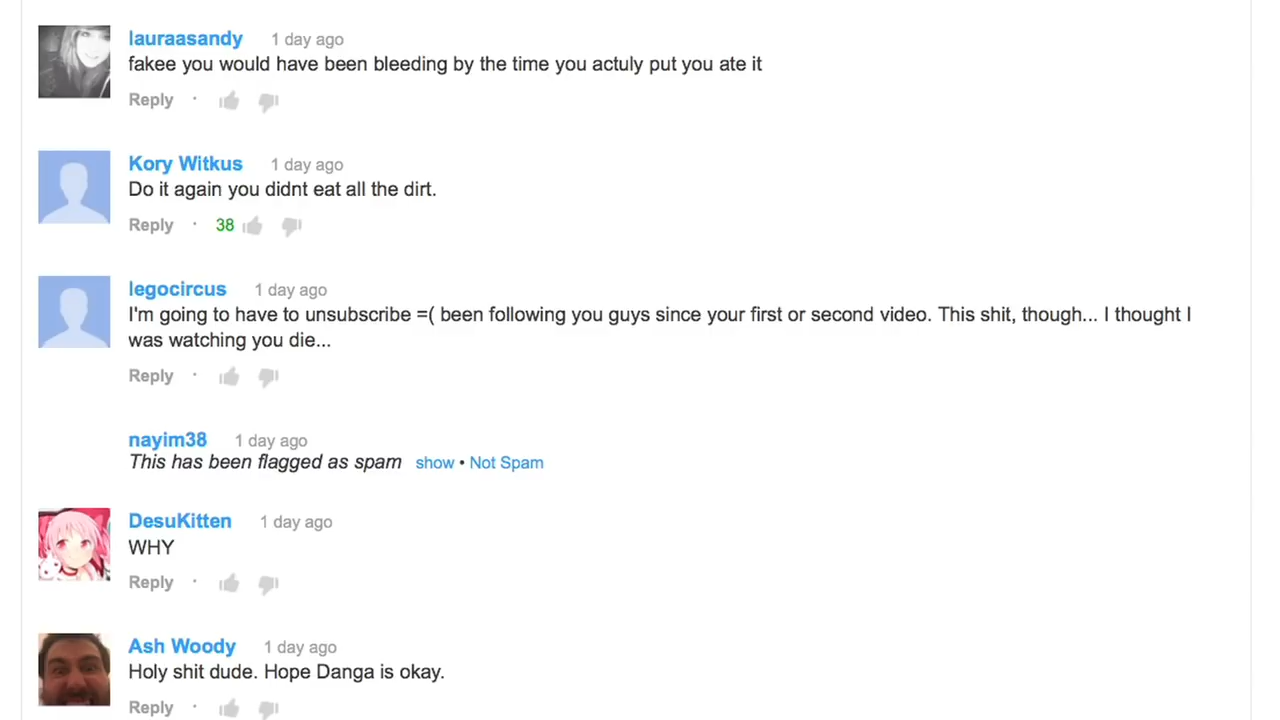 lauraasandy 1 day ago
fakee you would have been bleeding by the time you actuly put you ate it
Reply ·
Kory Witkus 1 day ago
Do it again you didnt eat all the dirt.
Reply · 38
legocircus 1 day ago
I'm going to have to unsubscribe =( been following you guys since your first or second video. This shit, though... I thought I
was watching you die...
Reply ·
nayim38 1 day ago
This has been flagged as spam show • Not Spam
DesuKitten 1 day ago
WHY
Reply ·
Ash Woody 1 day ago
Holy shit dude. Hope Danga is okay.
Reply ·